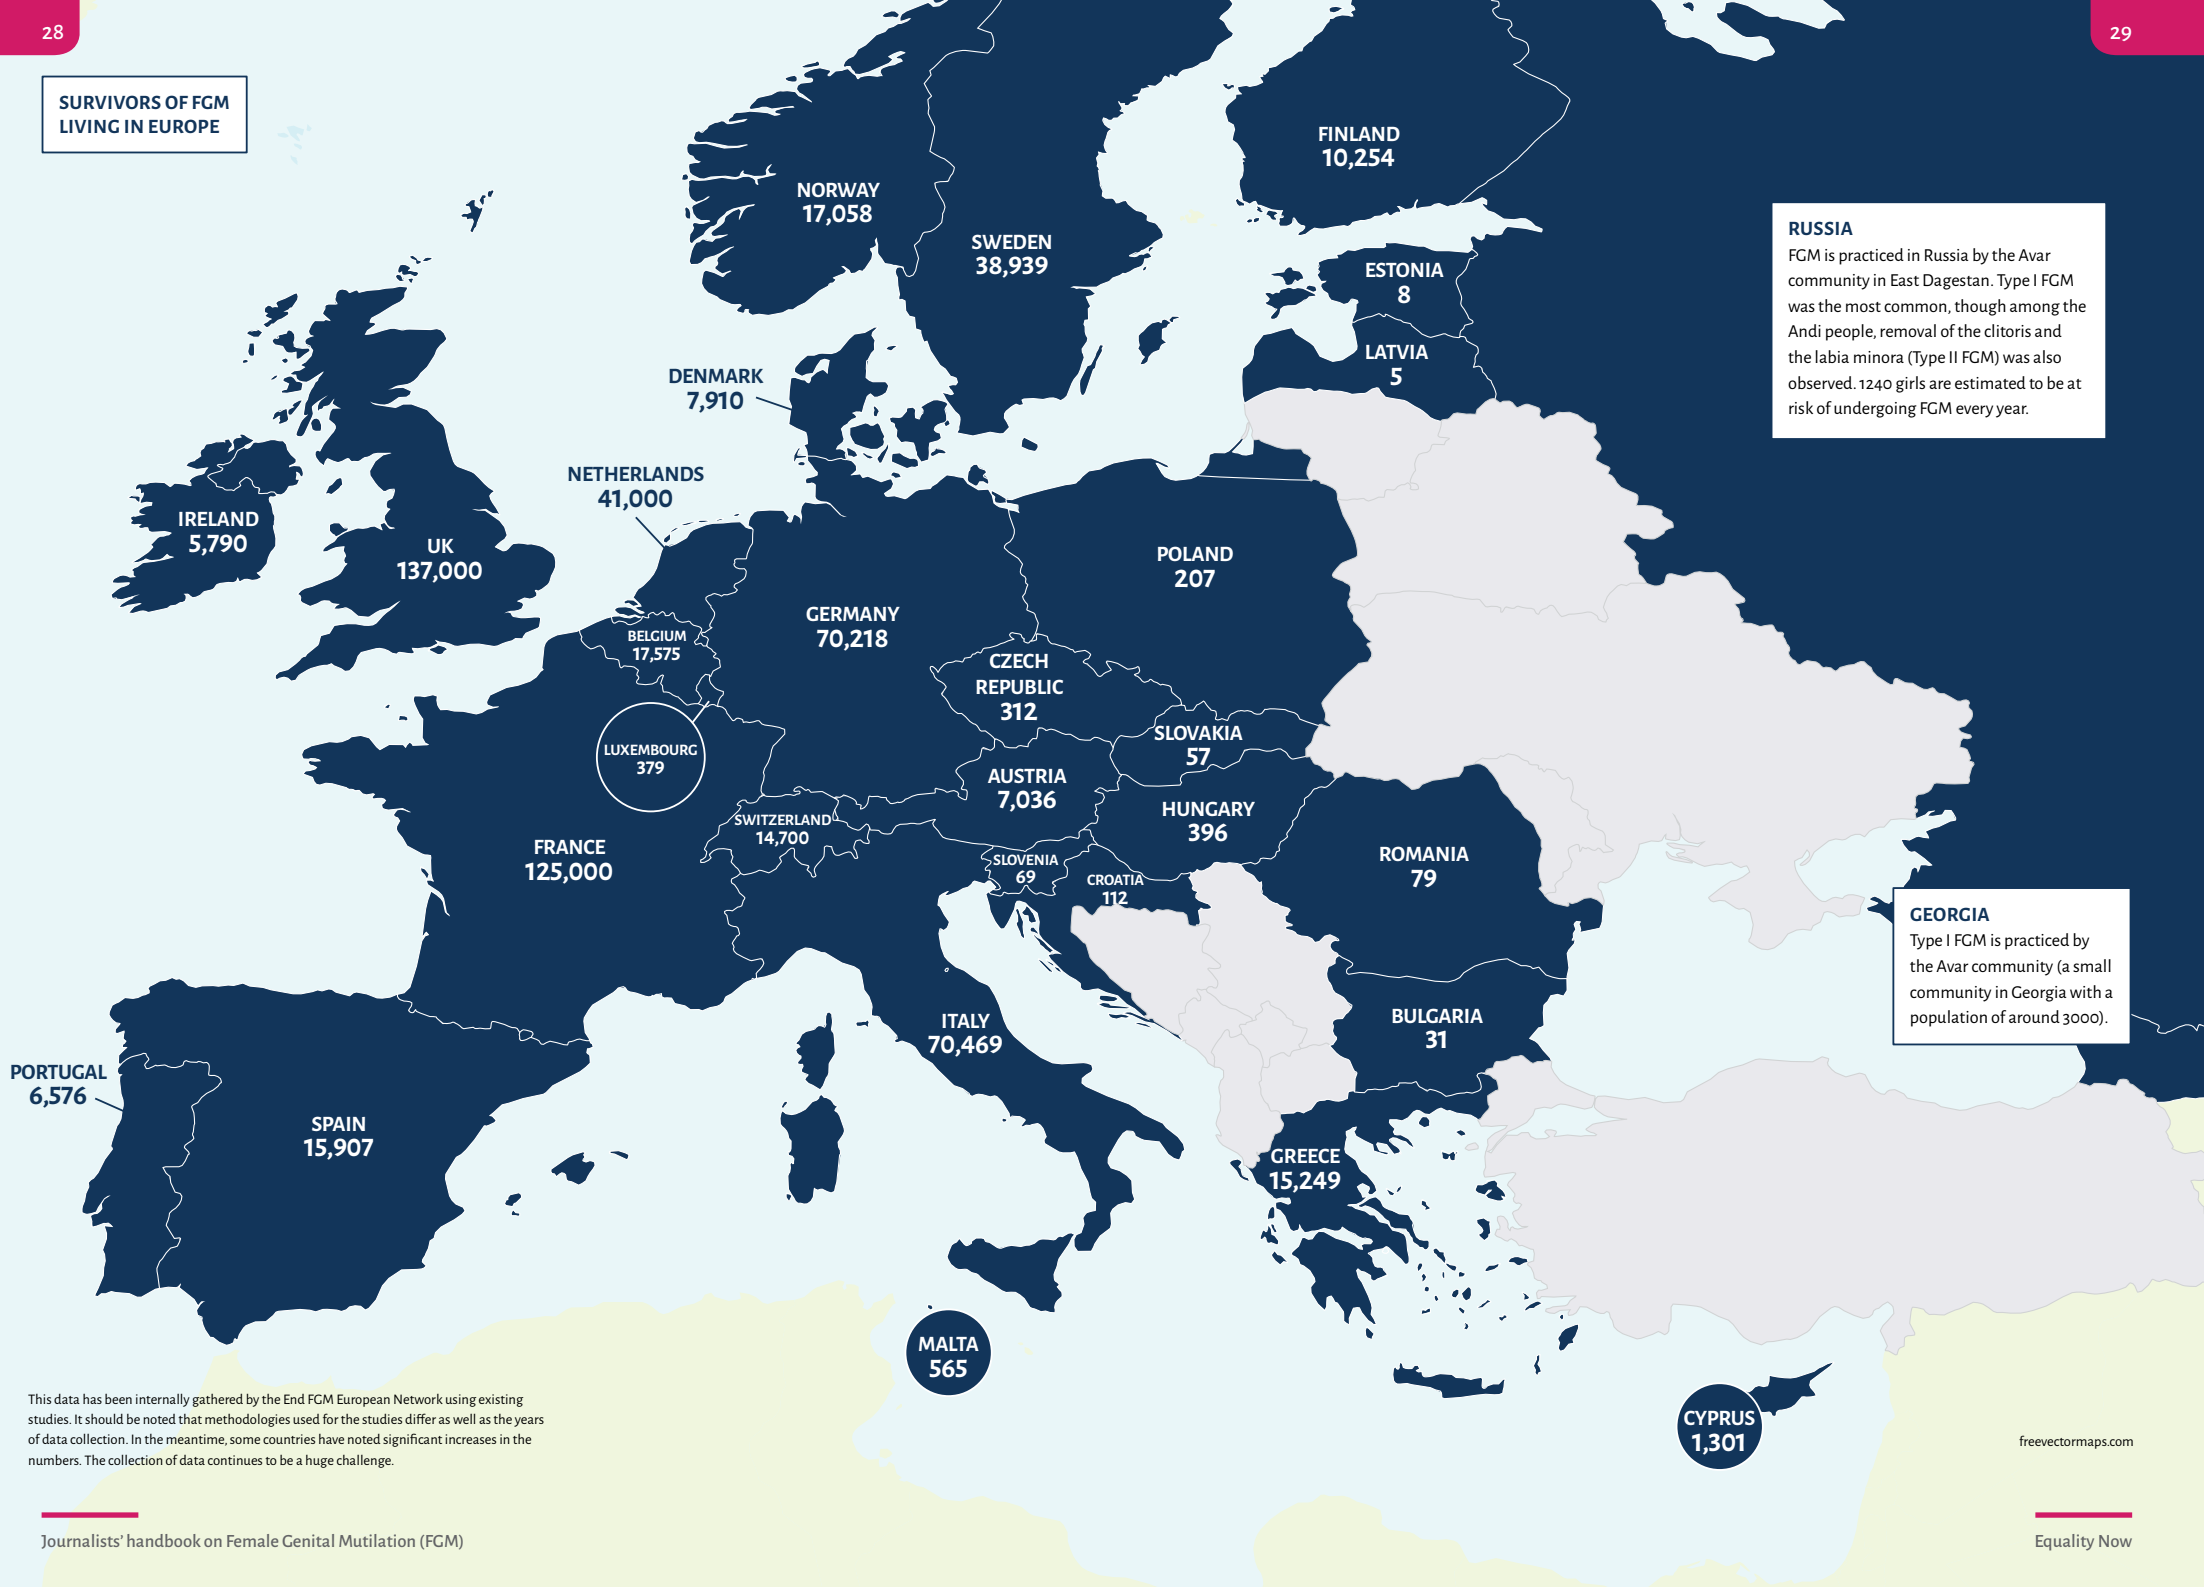 28
29
SURVIVORS OF FGM
LIVING IN EUROPE
FINLAND
10,254
NORWAY
17,058
SWEDEN
38,939
ESTONIA
8
LATVIA
5
RUSSIA
FGM is practiced in Russia by the Avar
community in East Dagestan. Type I FGM
was the most common, though among the
Andi people, removal of the clitoris and
the labia minora (Type II FGM) was also
observed. 1240 girls are estimated to be at
risk of undergoing FGM every year.
DENMARK
7,910
NETHERLANDS
41,000
IRELAND
5,790
UK
137,000
POLAND
207
GERMANY
70,218
BELGIUM
17,575
CZECH
REPUBLIC
312
SLOVAKIA
57
LUXEMBOURG
379
AUSTRIA
7,036
HUNGARY
396
SWITZERLAND
14,700
FRANCE
125,000
SLOVENIA
69
CROATIA
112
ROMANIA
79
GEORGIA
Type I FGM is practiced by
the Avar community (a small
community in Georgia with a
population of around 3000).
ITALY
70,469
BULGARIA
31
PORTUGAL
6,576
SPAIN
15,907
GREECE
15,249
MALTA
565
CYPRUS
1,301
This data has been internally gathered by the End FGM European Network using existing
studies. It should be noted that methodologies used for the studies differ as well as the years
of data collection. In the meantime, some countries have noted significant increases in the
numbers. The collection of data continues to be a huge challenge.
freevectormaps.com
Journalists’ handbook on Female Genital Mutilation (FGM)
Equality Now